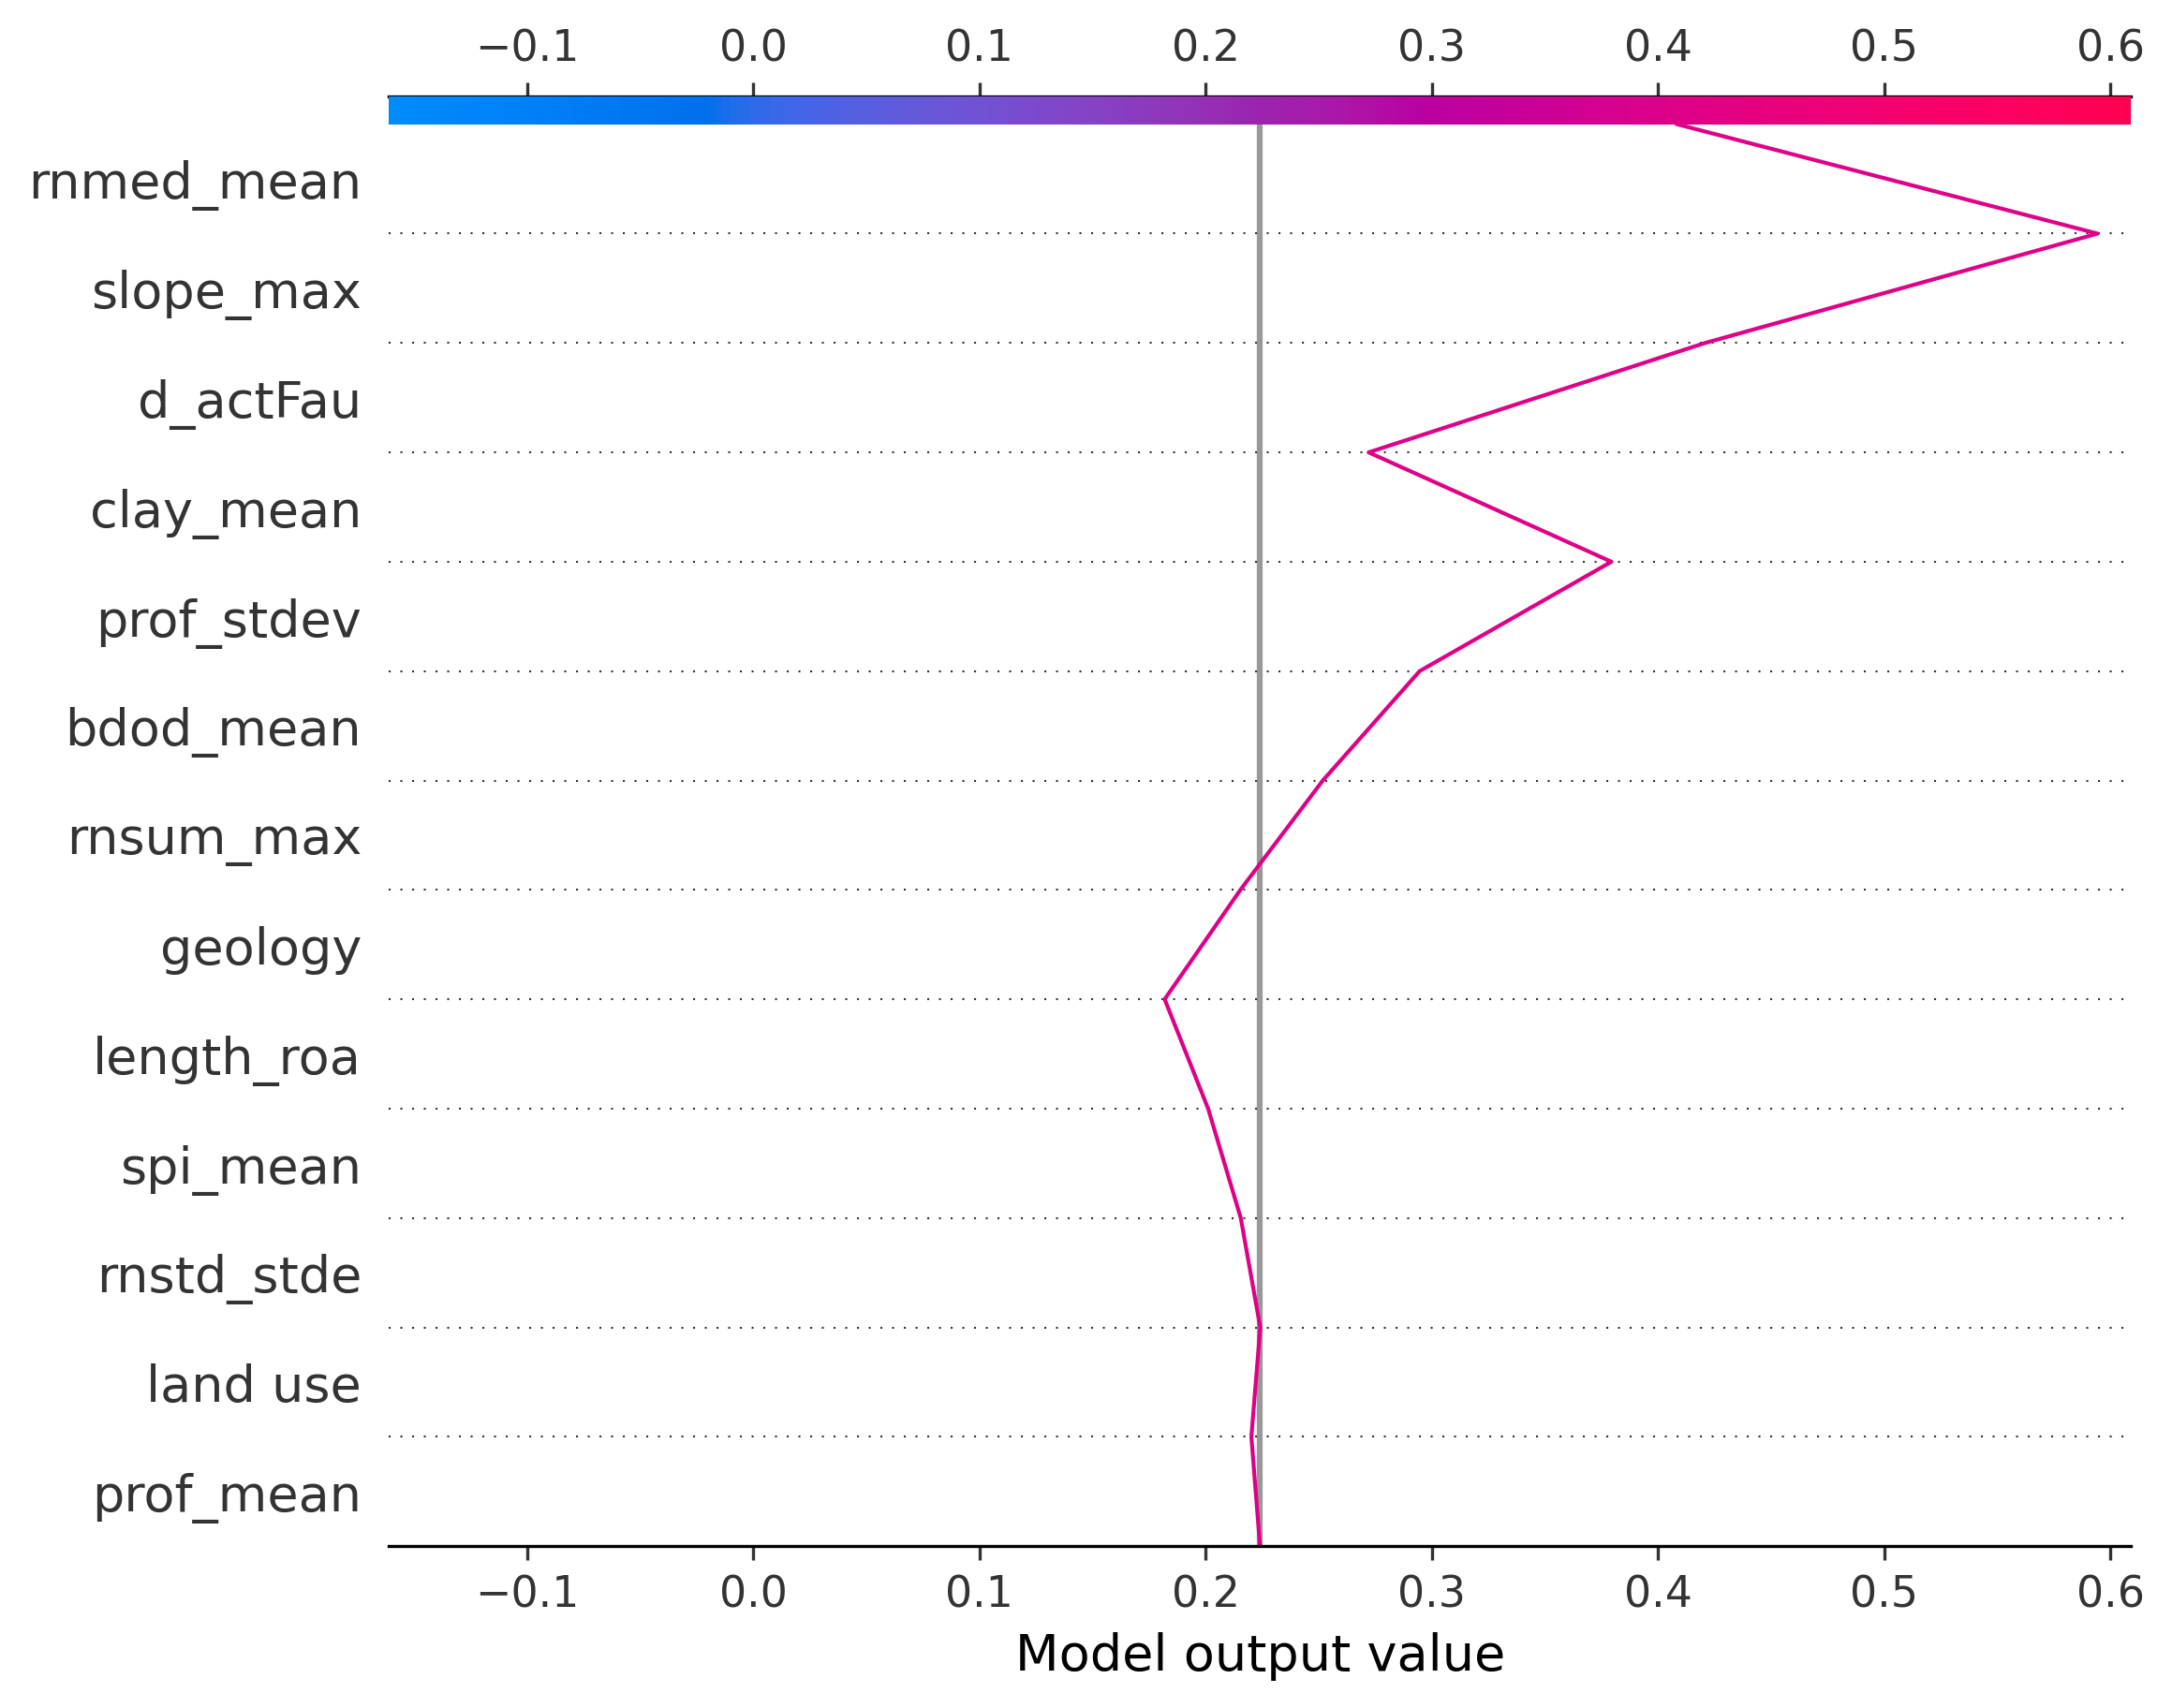 −0.1 0.0 0.1 0.2 0.3 0.4 0.5 0.6
rnmed_mean
slope_max
d_actFau
clay_mean
prof_stdev
bdod_mean
rnsum_max
geology
length_roa
spi_mean
rnstd_stde
land use
prof_mean
−0.1 0.0 0.1 0.2 0.3 0.4 0.5 0.6
Model output value